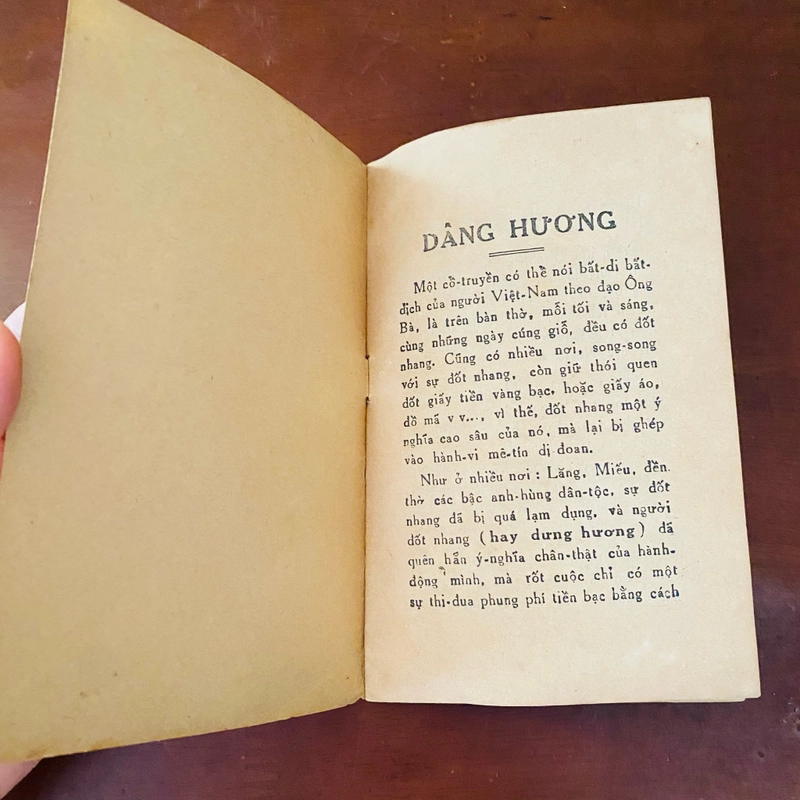 DÂNG HƯƠNG
Một cổ-truyền có thể nói bất-di bất-
dịch của người Việt-Nam theo đạo Ông
Bà, là trên bàn thờ, mỗi tối và sáng,
cùng những ngày cúng giỗ, đều có đốt
nhang. Cũng có nhiều nơi, song-song
với sự đốt nhang, còn giữ thói quen
đốt giấy tiền vàng bạc, hoặc giấy áo,
đồ mã v v..., vì thế, đốt nhang một ý
nghĩa cao sâu của nó, mà lại bị ghép
vào hành-vi mê-tín dị đoan.
Như ở nhiều nơi : Lăng, Miếu, đền.
thờ các bậc anh-hùng dân-tộc, sự đốt
nhang đã bị quá lạm dụng, và người
đốt nhang (hay dưng hương) đã
quên hẳn ý-nghĩa chân-thật của hành-
động mình, mà rốt cuộc chỉ có một
sự thi-đua phung phí tiền bạc bằng cách